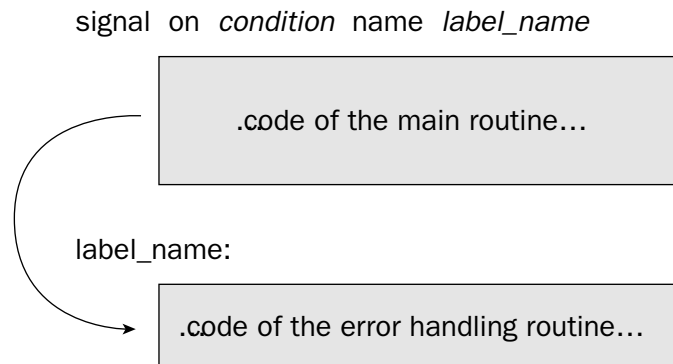 signal on condition name label_name
...code of the main routine…
label_name:
...code of the error handling routine…